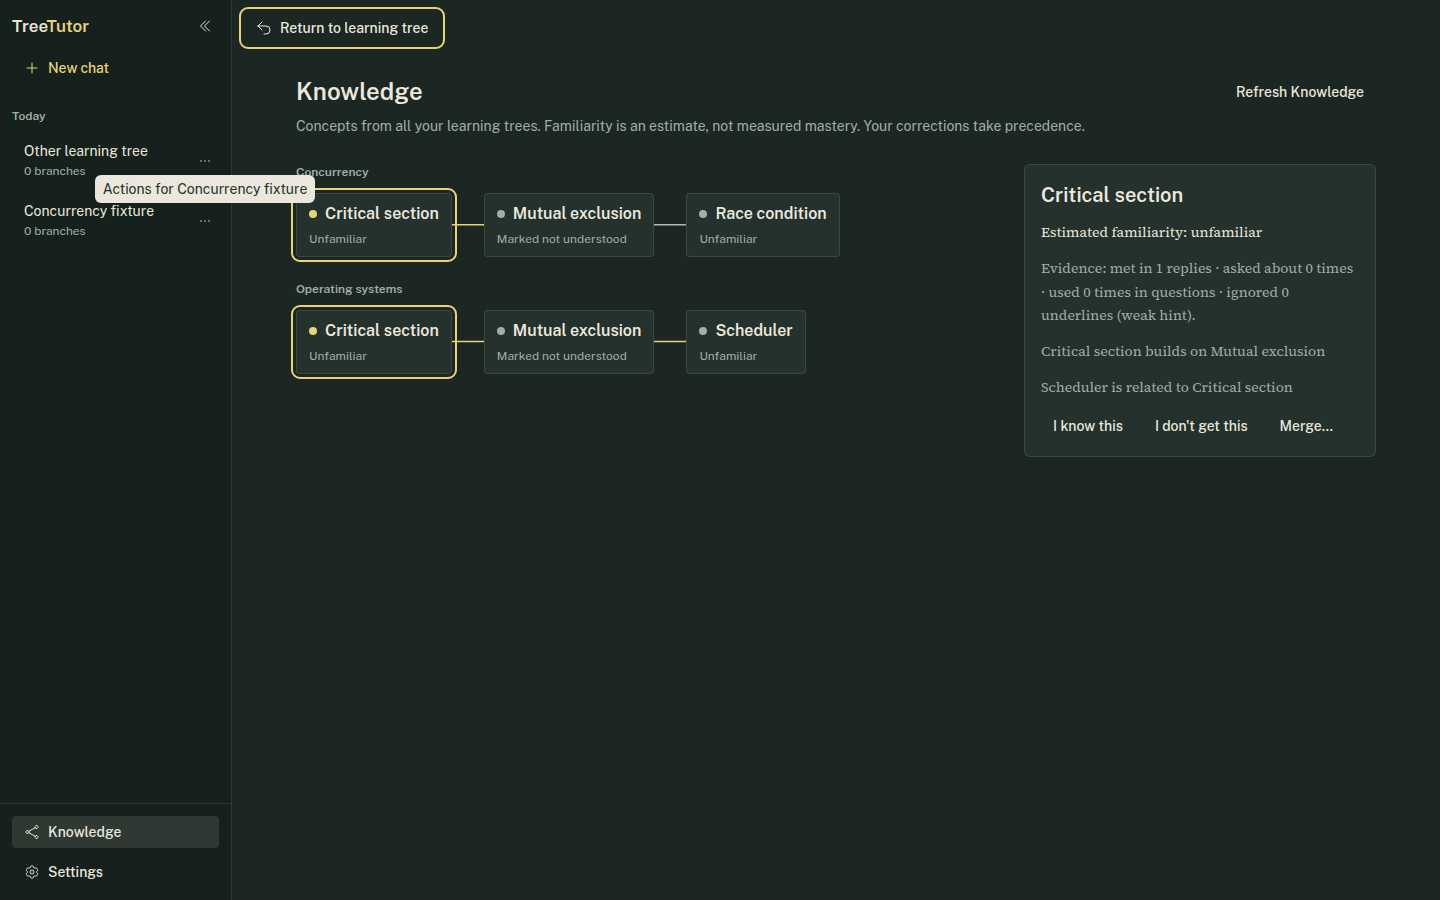 TreeTutor
Return to learning tree
New chat
Today
Other learning tree
0 branches
Actions for Concurrency fixture
Concurrency fixture
0 branches
Knowledge
Settings
Knowledge
Refresh Knowledge
Concepts from all your learning trees. Familiarity is an estimate, not measured mastery. Your corrections take precedence.
Concurrency
Critical section
Unfamiliar
Mutual exclusion
Marked not understood
Race condition
Unfamiliar
Operating systems
Critical section
Unfamiliar
Mutual exclusion
Marked not understood
Scheduler
Unfamiliar
Critical section
Estimated familiarity: unfamiliar
Evidence: met in 1 replies · asked about 0 times
· used 0 times in questions · ignored 0
underlines (weak hint).
Critical section builds on Mutual exclusion
Scheduler is related to Critical section
I know this
I don't get this
Merge...